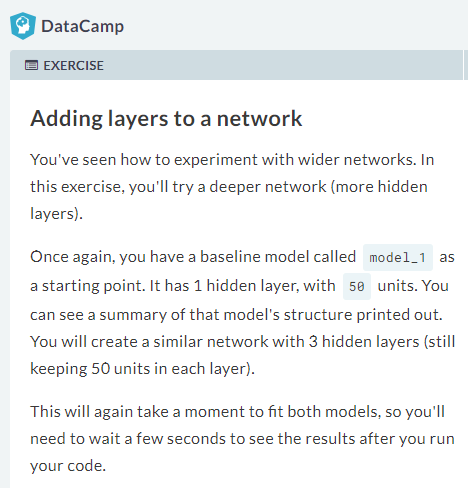 DataCamp
EXERCISE
Adding layers to a network
You've seen how to experiment with wider networks. In
this exercise, you'll try a deeper network (more hidden
layers).
Once again, you have a baseline model called model_1 as
a starting point. It has 1 hidden layer, with 50 units. You
can see a summary of that model's structure printed out.
You will create a similar network with 3 hidden layers (still
keeping 50 units in each layer).
This will again take a moment to fit both models, so you'll
need to wait a few seconds to see the results after you run
your code.